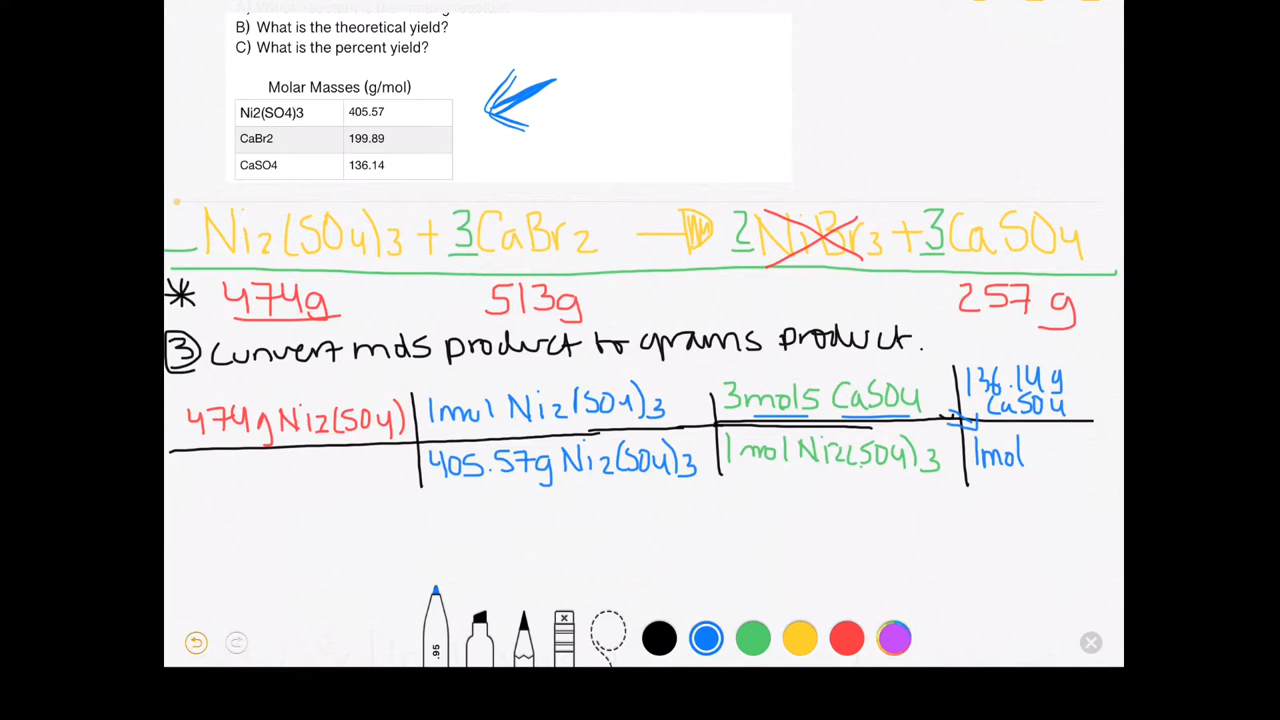 B) What is the theoretical yield?
C) What is the percent yield?
Molar Masses (g/mol)
Ni2(SO4)3 405.57
CaBr2 199.89
CaSO4 136.14
_Ni2(SO4)3 + 3CaBr2 → 2NiBr3 + 3CaSO4
* 474g 513g 257 g
③ convert mols product to grams product.
474g Ni2(SO4) 1mol Ni2(SO4)3 3mols CaSO4 136.14g CaSO4
405.57g Ni2(SO4)3 1mol Ni2(SO4)3 1mol
.95